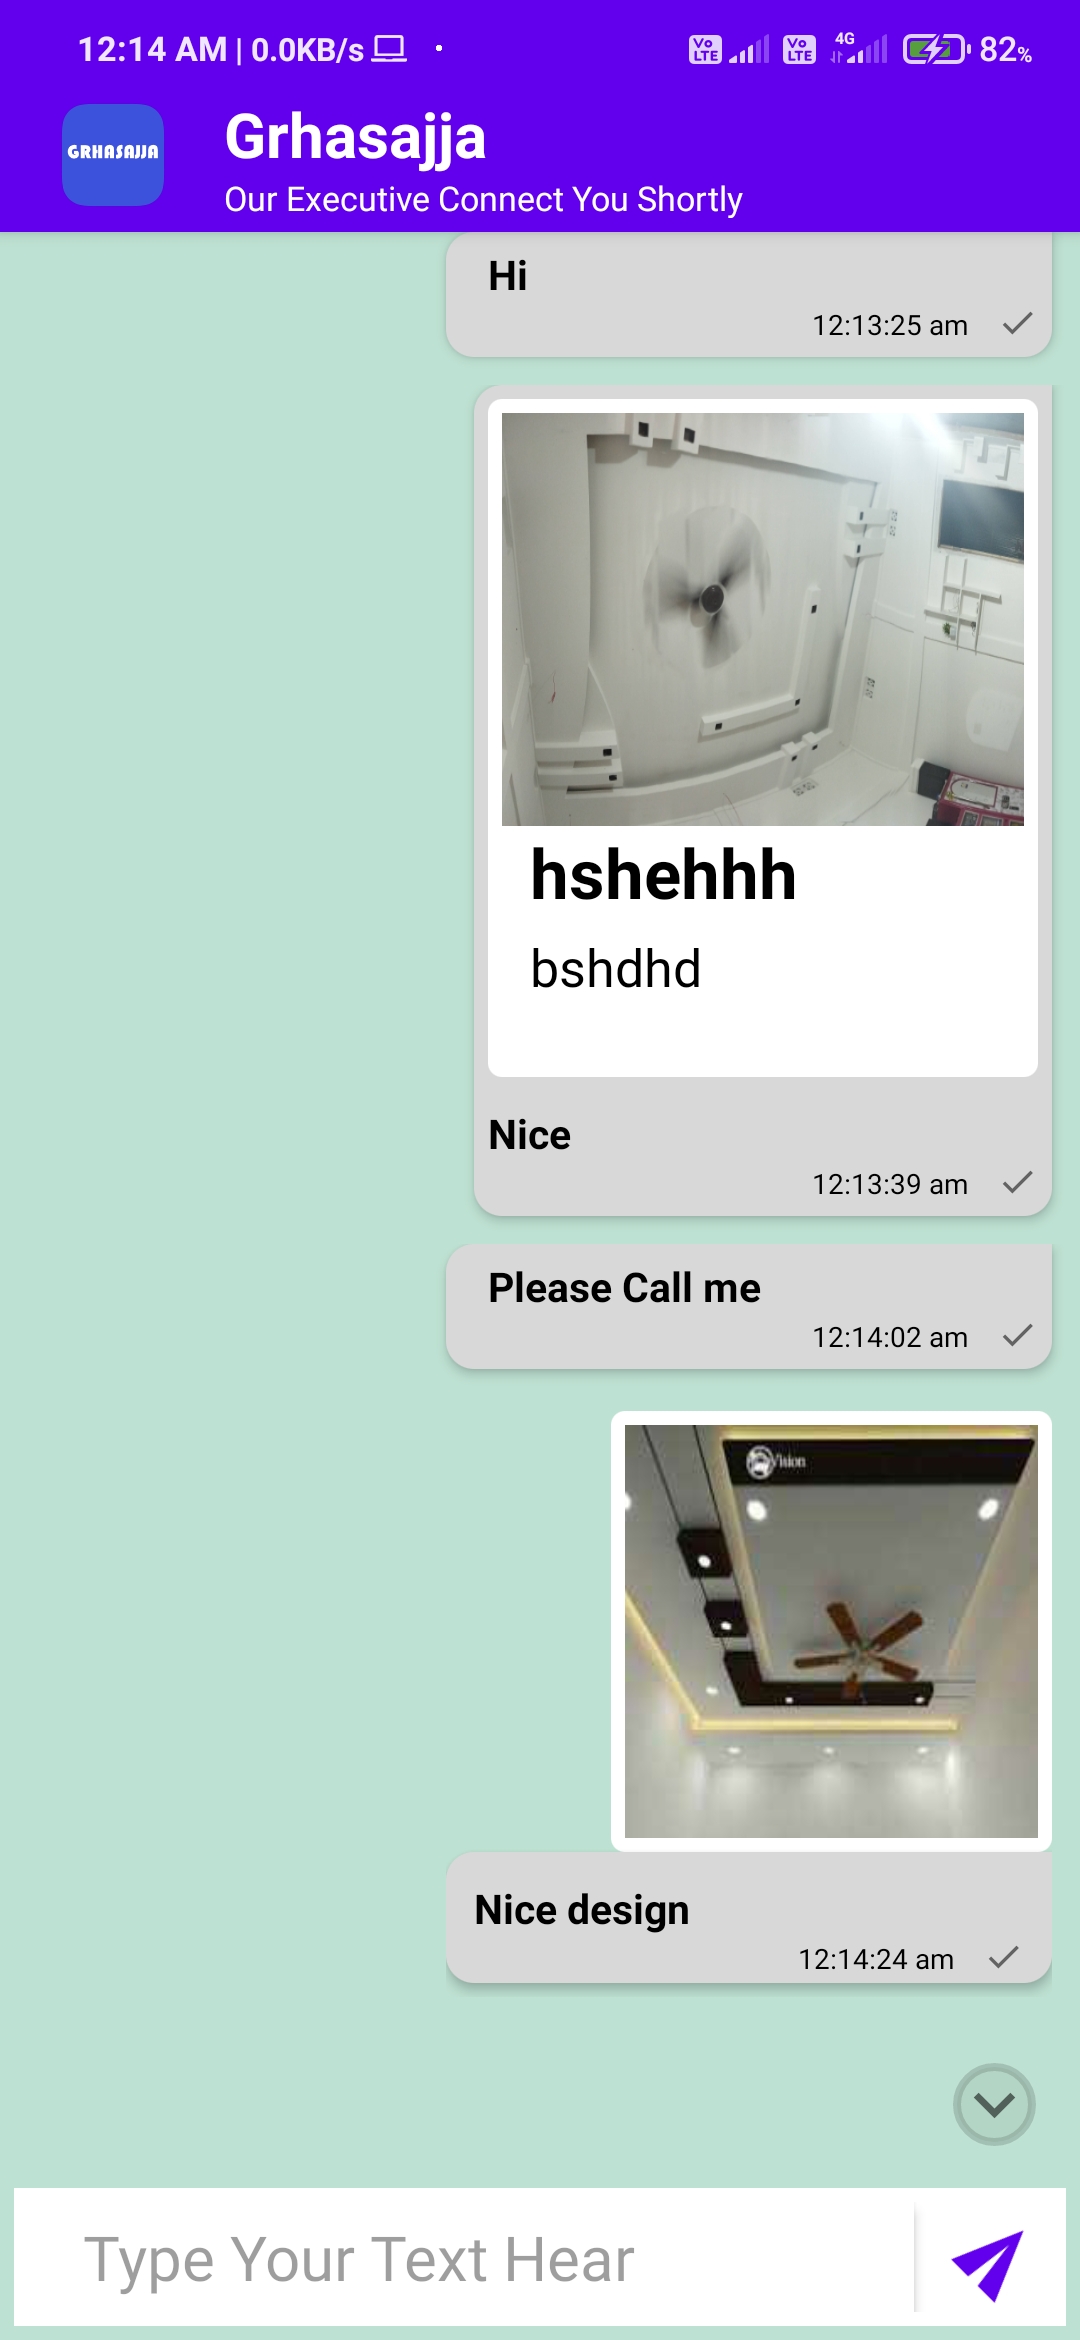 12:14 AM | 0.0KB/s
Vo LTE Vo LTE 4G 82%
GRHASAJJA
Grhasajja
Our Executive Connect You Shortly
Hi
12:13:25 am
hshehhh
bshdhd
Nice
12:13:39 am
Please Call me
12:14:02 am
Vision
Nice design
12:14:24 am
Type Your Text Hear